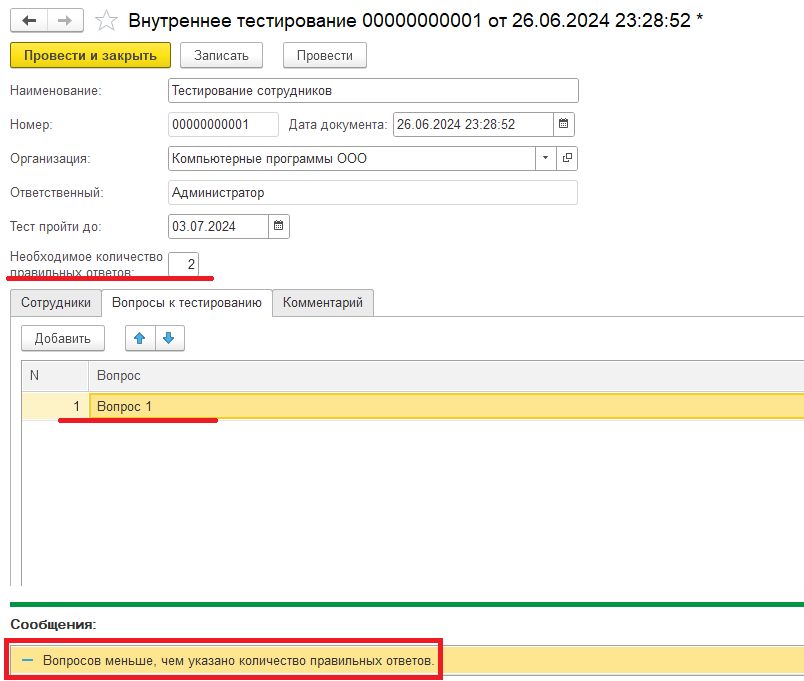 Внутреннее тестирование 00000000001 от 26.06.2024 23:28:52 *
Провести и закрыть Записать Провести
Наименование: Тестирование сотрудников
Номер: 00000000001 Дата документа: 26.06.2024 23:28:52
Организация: Компьютерные программы ООО
Ответственный: Администратор
Тест пройти до: 03.07.2024
Необходимое количество
правильных ответов: 2
Сотрудники Вопросы к тестированию Комментарий
Добавить
N Вопрос
1 Вопрос 1
Сообщения:
Вопросов меньше, чем указано количество правильных ответов.